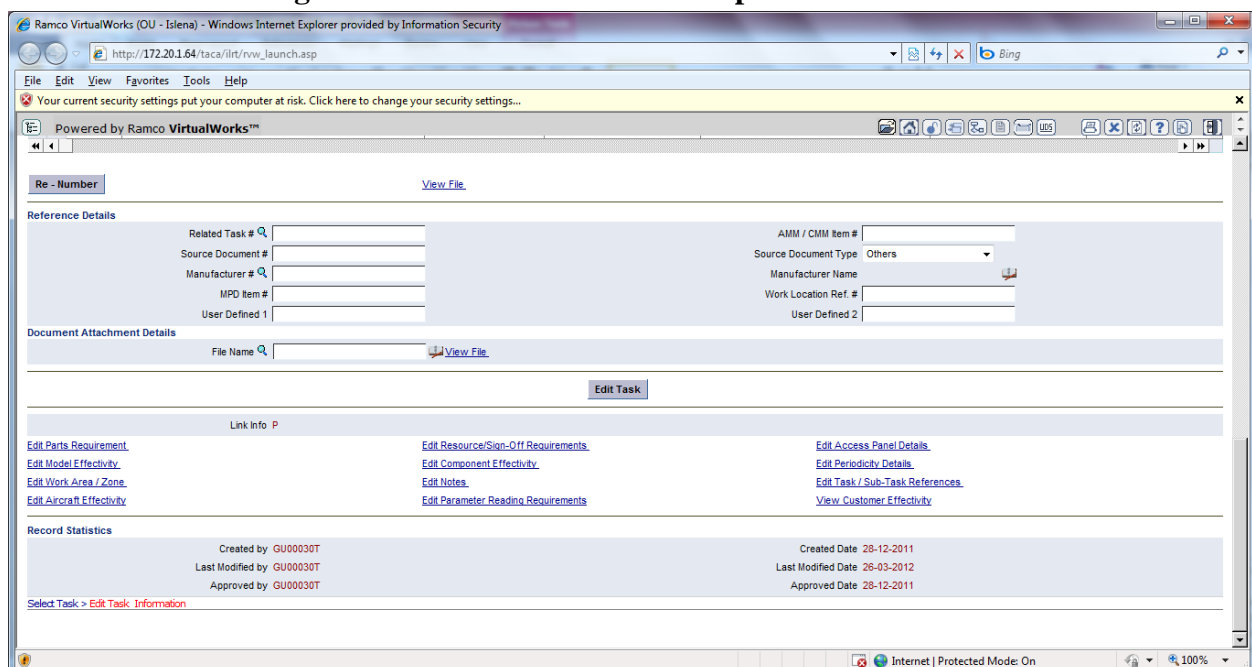 Ramco VirtualWorks (OU - Islena) - Windows Internet Explorer provided by Information Security
http://172.20.1.64/taca/ilrt/rvw_launch.asp
Bing
File Edit View Favorites Tools Help
Your current security settings put your computer at risk. Click here to change your security settings...
Powered by Ramco VirtualWorks™ UDS
Re - Number View File
Reference Details
Related Task # AMM / CMM Item #
Source Document # Source Document Type Others
Manufacturer # Manufacturer Name
MPD Item # Work Location Ref. #
User Defined 1 User Defined 2
Document Attachment Details
File Name View File
Edit Task
Link Info P
Edit Parts Requirement Edit Resource/Sign-Off Requirements Edit Access Panel Details
Edit Model Effectivity Edit Component Effectivity Edit Periodicity Details
Edit Work Area / Zone Edit Notes Edit Task / Sub-Task References
Edit Aircraft Effectivity Edit Parameter Reading Requirements View Customer Effectivity
Record Statistics
Created by GU00030T Created Date 28-12-2011
Last Modified by GU00030T Last Modified Date 26-03-2012
Approved by GU00030T Approved Date 28-12-2011
Select Task > Edit Task Information
Internet | Protected Mode: On 100%